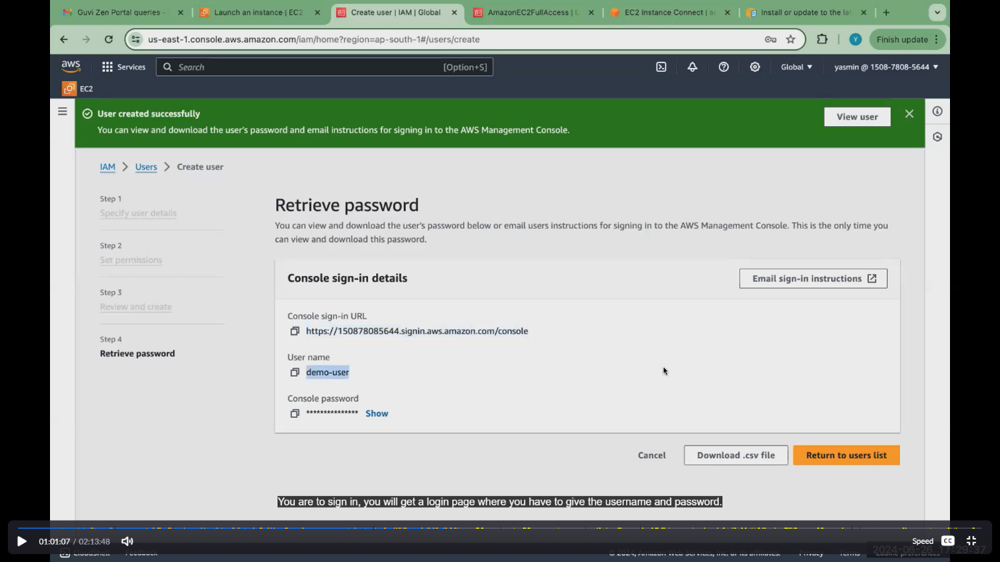 Guvi Zen Portal queries -
Launch an instance | EC2
Create user | IAM | Global
AmazonEC2FullAccess | I
EC2 Instance Connect | a
Install or update to the la
us-east-1.console.aws.amazon.com/iam/home?region=ap-south-1#/users/create
Y
Finish update
aws
Services
Search
[Option+S]
Global
yasmin @ 1508-7808-5644
EC2
User created successfully
You can view and download the user's password and email instructions for signing in to the AWS Management Console.
View user
IAM > Users > Create user
Step 1
Specify user details
Step 2
Set permissions
Step 3
Review and create
Step 4
Retrieve password
Retrieve password
You can view and download the user's password below or email users instructions for signing in to the AWS Management Console. This is the only time you
can view and download this password.
Console sign-in details
Email sign-in instructions
Console sign-in URL
https://150878085644.signin.aws.amazon.com/console
User name
demo-user
Console password
*************** Show
Cancel
Download .csv file
Return to users list
You are to sign in, you will get a login page where you have to give the username and password.
01:01:07 / 02:13:48
Speed
CC
CloudShell
Feedback
© 2024, Amazon Web Services, Inc. or its affiliates.
Privacy
Terms
Cookie preferences
2024-06-26 17:29:37